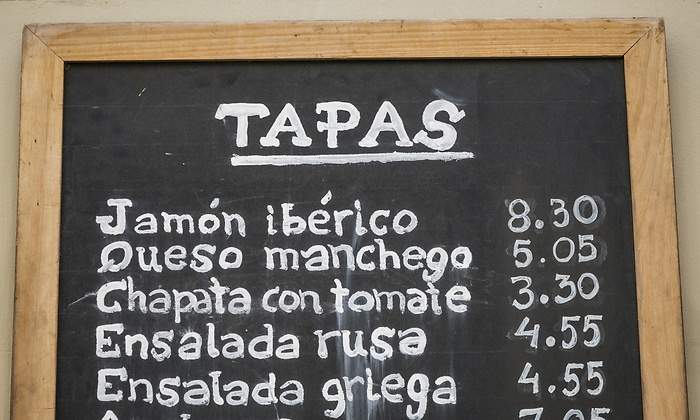 TAPAS
Jamón ibérico 8.30
Queso manchego 5.05
Chapata con tomate 3.30
Ensalada rusa 4.55
Ensalada griega 4.55